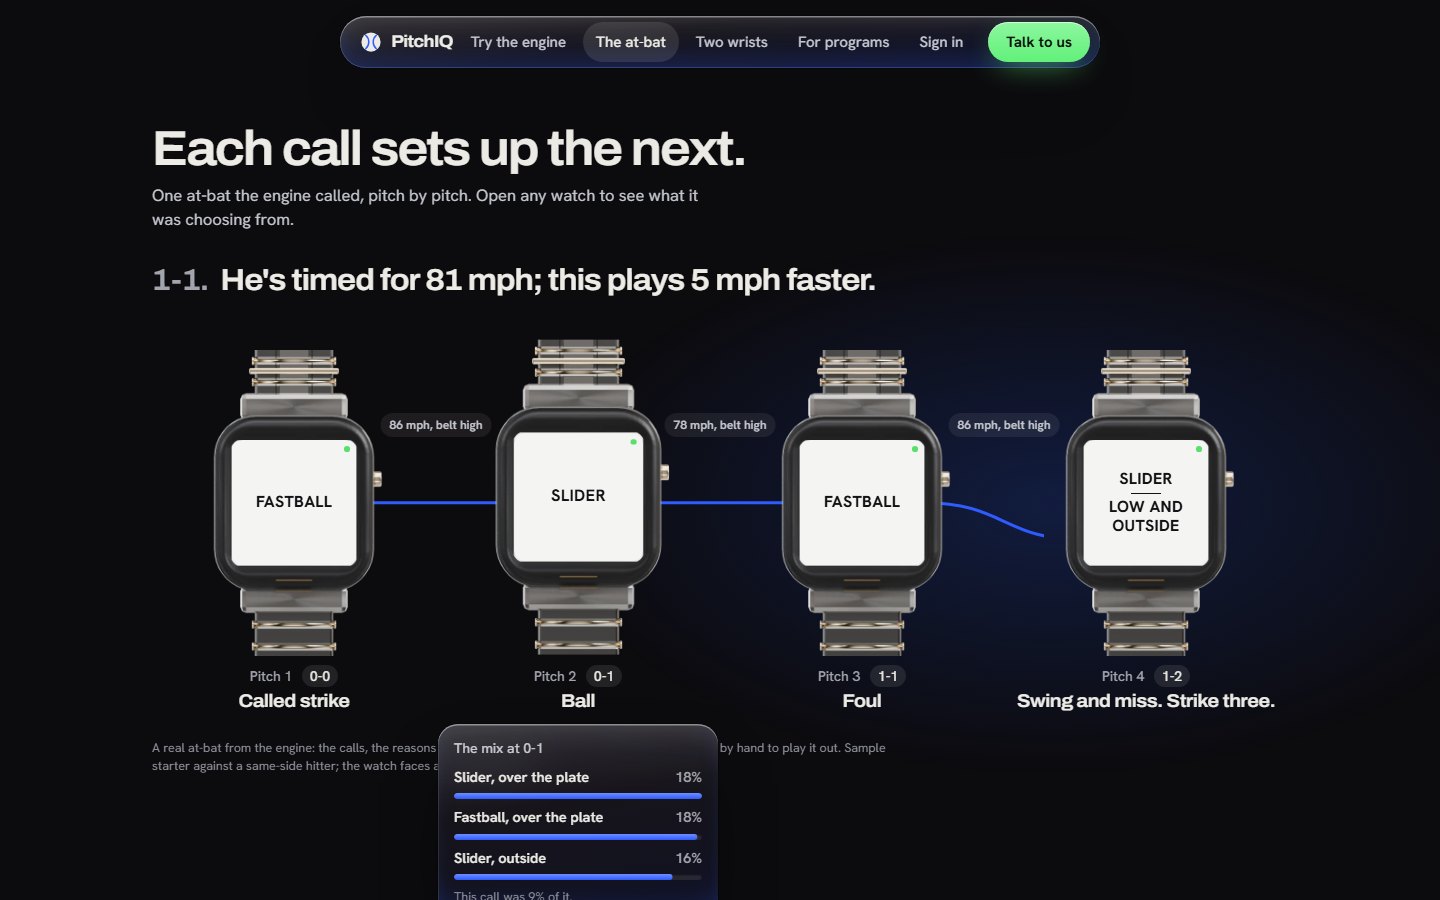 PitchIQ Try the engine The at-bat Two wrists For programs Sign in Talk to us
Each call sets up the next.
One at-bat the engine called, pitch by pitch. Open any watch to see what it
was choosing from.
1-1. He's timed for 81 mph; this plays 5 mph faster.
86 mph, belt high 78 mph, belt high 86 mph, belt high
FASTBALL
SLIDER
FASTBALL
SLIDER
LOW AND
OUTSIDE
Pitch 1 0-0
Called strike
Pitch 2 0-1
Ball
Pitch 3 1-1
Foul
Pitch 4 1-2
Swing and miss. Strike three.
A real at-bat from the engine: the calls, the reasons by hand to play it out. Sample
starter against a same-side hitter; the watch faces
The mix at 0-1
Slider, over the plate 18%
Fastball, over the plate 18%
Slider, outside 16%
This call was 9% of it.